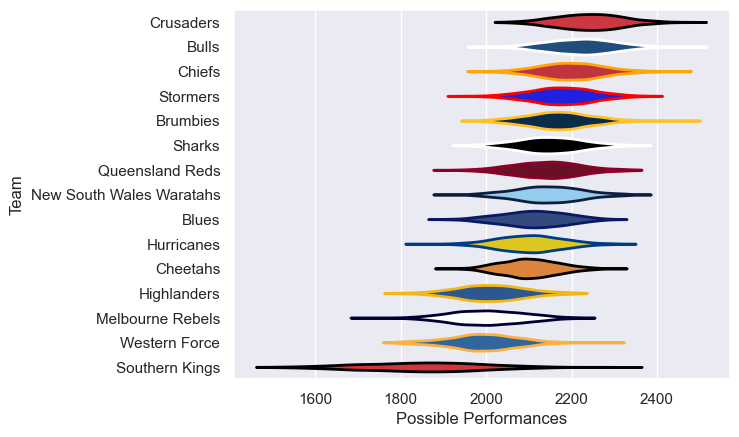 Crusaders
Bulls
Chiefs
Stormers
Brumbies
Sharks
Queensland Reds
New South Wales Waratahs
Blues
Hurricanes
Cheetahs
Highlanders
Melbourne Rebels
Western Force
Southern Kings
Team
1600 1800 2000 2200 2400
Possible Performances